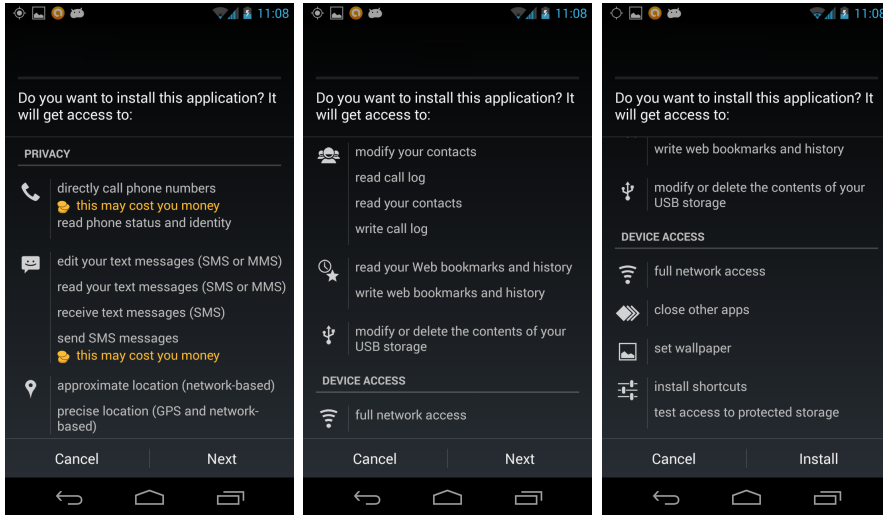 11:08
Do you want to install this application? It
will get access to:
PRIVACY
directly call phone numbers
this may cost you money
read phone status and identity
edit your text messages (SMS or MMS)
read your text messages (SMS or MMS)
receive text messages (SMS)
send SMS messages
this may cost you money
approximate location (network-based)
precise location (GPS and network-
based)
Cancel
Next
11:08
Do you want to install this application? It
will get access to:
modify your contacts
read call log
read your contacts
write call log
read your Web bookmarks and history
write web bookmarks and history
modify or delete the contents of your
USB storage
DEVICE ACCESS
full network access
Cancel
Next
11:08
Do you want to install this application? It
will get access to:
write web bookmarks and history
modify or delete the contents of your
USB storage
DEVICE ACCESS
full network access
close other apps
set wallpaper
install shortcuts
test access to protected storage
Cancel
Install